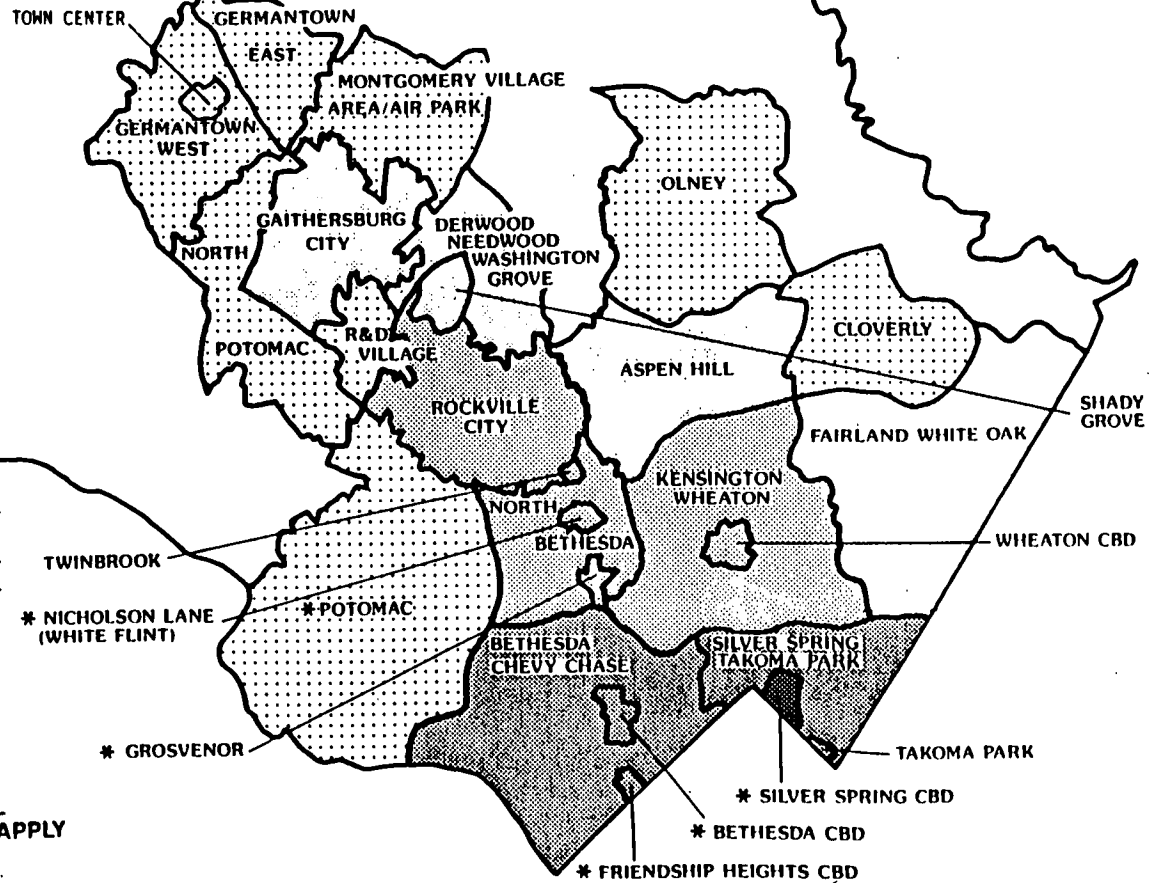 TOWN CENTER
GERMANTOWN
EAST
MONTGOMERY VILLAGE
AREA/AIR PARK
GERMANTOWN
WEST
OLNEY
GAITHERSBURG
CITY
DERWOOD
NEEDWOOD
WASHINGTON
GROVE
NORTH
POTOMAC
R&D
VILLAGE
CLOVERLY
ASPEN HILL
SHADY
GROVE
ROCKVILLE
CITY
FAIRLAND WHITE OAK
KENSINGTON
WHEATON
NORTH
BETHESDA
WHEATON CBD
TWINBROOK
* NICHOLSON LANE
(WHITE FLINT)
* POTOMAC
BETHESDA
CHEVY CHASE
SILVER SPRING
TAKOMA PARK
* GROSVENOR
TAKOMA PARK
* SILVER SPRING CBD
* BETHESDA CBD
* FRIENDSHIP HEIGHTS CBD
APPLY